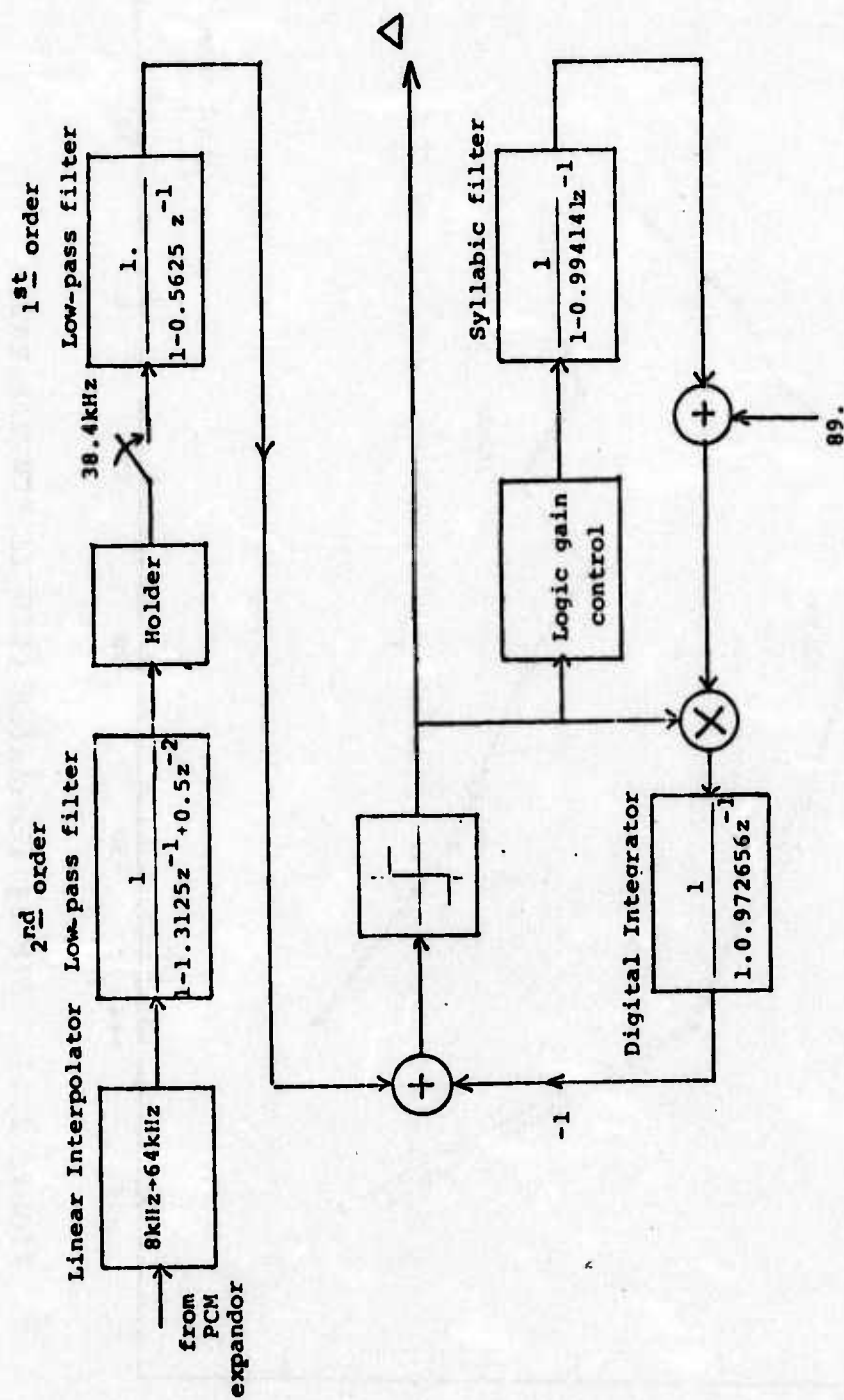 Linear Interpolator
8kHz→64kHz
from
PCM
expandor
2nd order
Low-pass filter
1
1-1.3125z-1+0.5z-2
Holder
38.4kHz
1st order
Low-pass filter
1.
1-0.5625 z-1
+
-1
Δ
Digital Integrator
1
1.0.972656z-1
X
Logic gain
control
Syllabic filter
1
1-0.994141z-1
+
89.